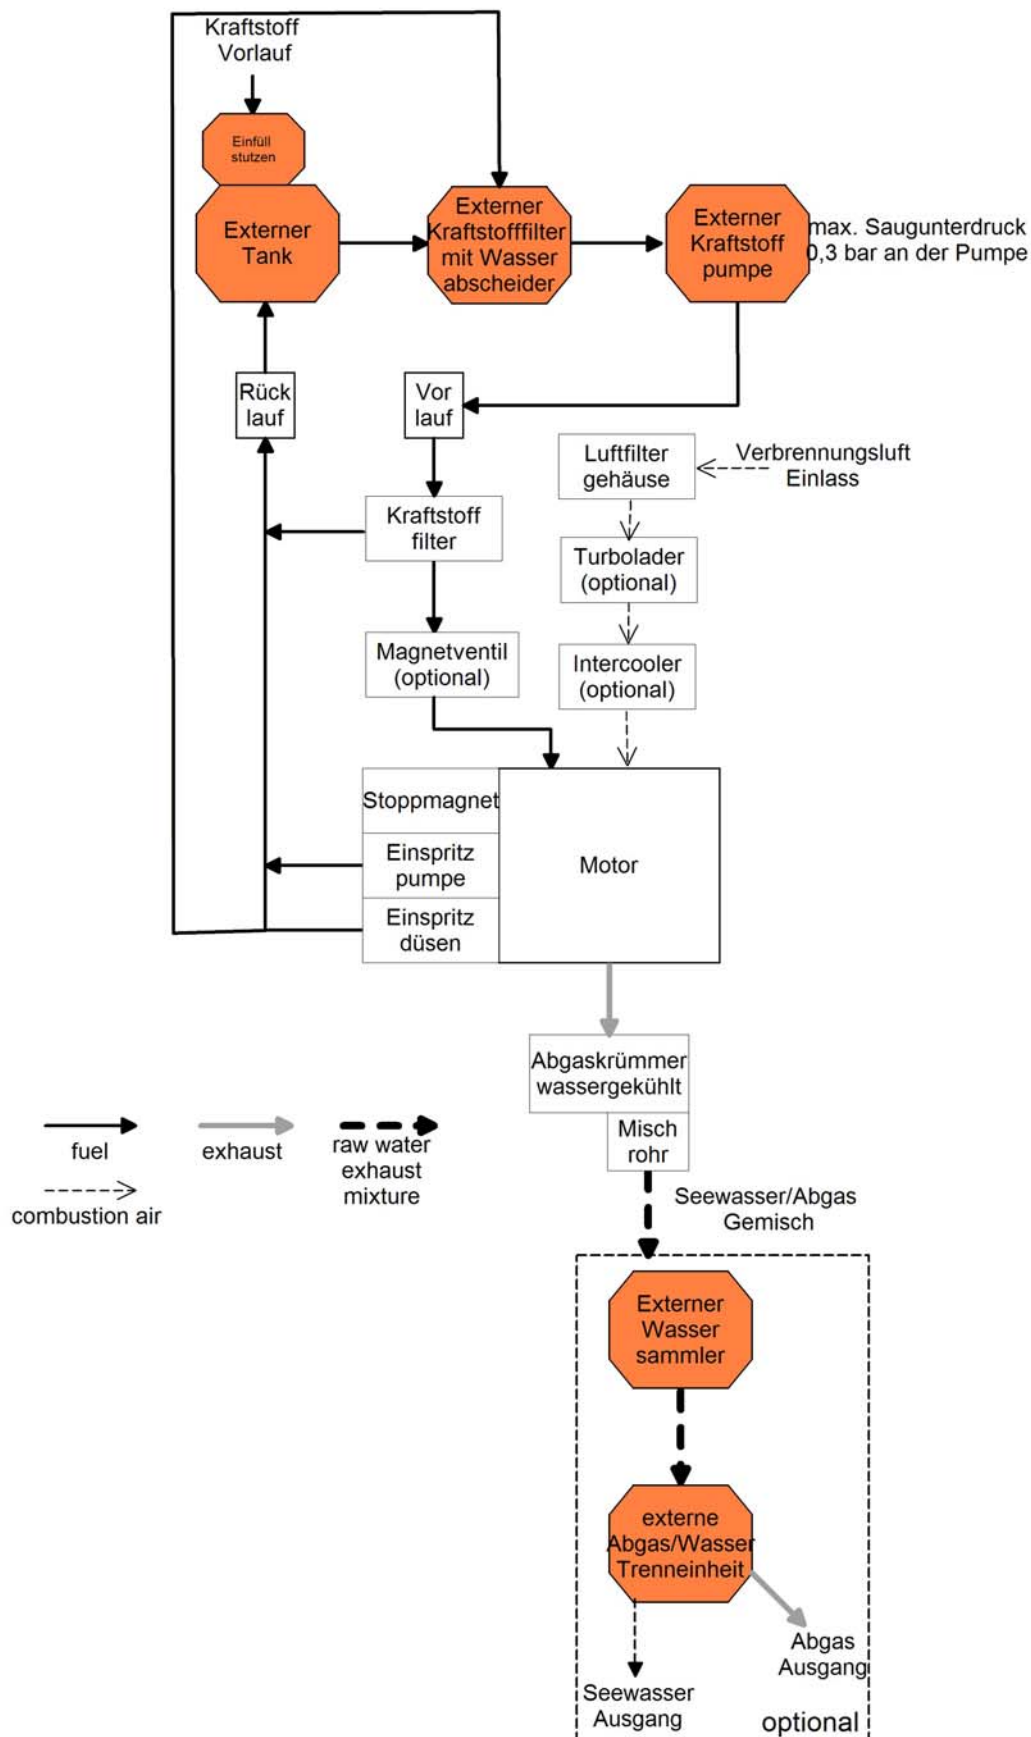 Kraftstoff
Vorlauf
Einfüll
stutzen
Externer
Tank
Externer
Kraftstofffilter
mit Wasser
abscheider
Externer
Kraftstoff
pumpe
max. Saugunterdruck
0,3 bar an der Pumpe
Rück
lauf
Vor
lauf
Luftfilter
gehäuse
Verbrennungsluft
Einlass
Kraftstoff
filter
Turbolader
(optional)
Magnetventil
(optional)
Intercooler
(optional)
Stoppmagnet
Einspritz
pumpe
Einspritz
düsen
Motor
Abgaskrümmer
wassergekühlt
Misch
rohr
fuel
exhaust
raw water
exhaust
mixture
combustion air
Seewasser/Abgas
Gemisch
Externer
Wasser
sammler
externe
Abgas/Wasser
Trenneinheit
Abgas
Ausgang
Seewasser
Ausgang
optional